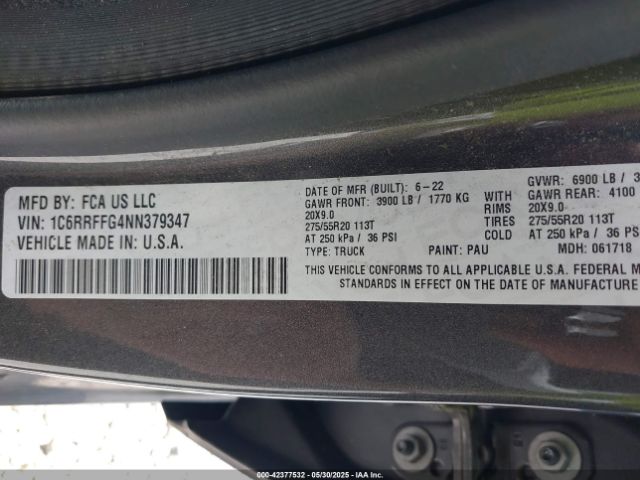 MFD BY: FCA US LLC
VIN: 1C6RRFFG4NN379347
VEHICLE MADE IN: U.S.A.
DATE OF MFR (BUILT): 6-22
GAWR FRONT: 3900 LB / 1770 KG
20X9.0
275/55R20 113T
AT 250 kPa / 36 PSI
TYPE: TRUCK
PAINT: PAU
GVWR: 6900 LB / 3
GAWR REAR: 4100
WITH
RIMS 20X9.0
TIRES 275/55R20 113T
COLD AT 250 kPa / 36 PSI
MDH: 061718
THIS VEHICLE CONFORMS TO ALL APPLICABLE U.S.A. FEDERAL M
STANDARDS IN EFFECT ON THE DATE OF MANUFACTURE
000-42377532 - 05/30/2025 - IAAI.COM